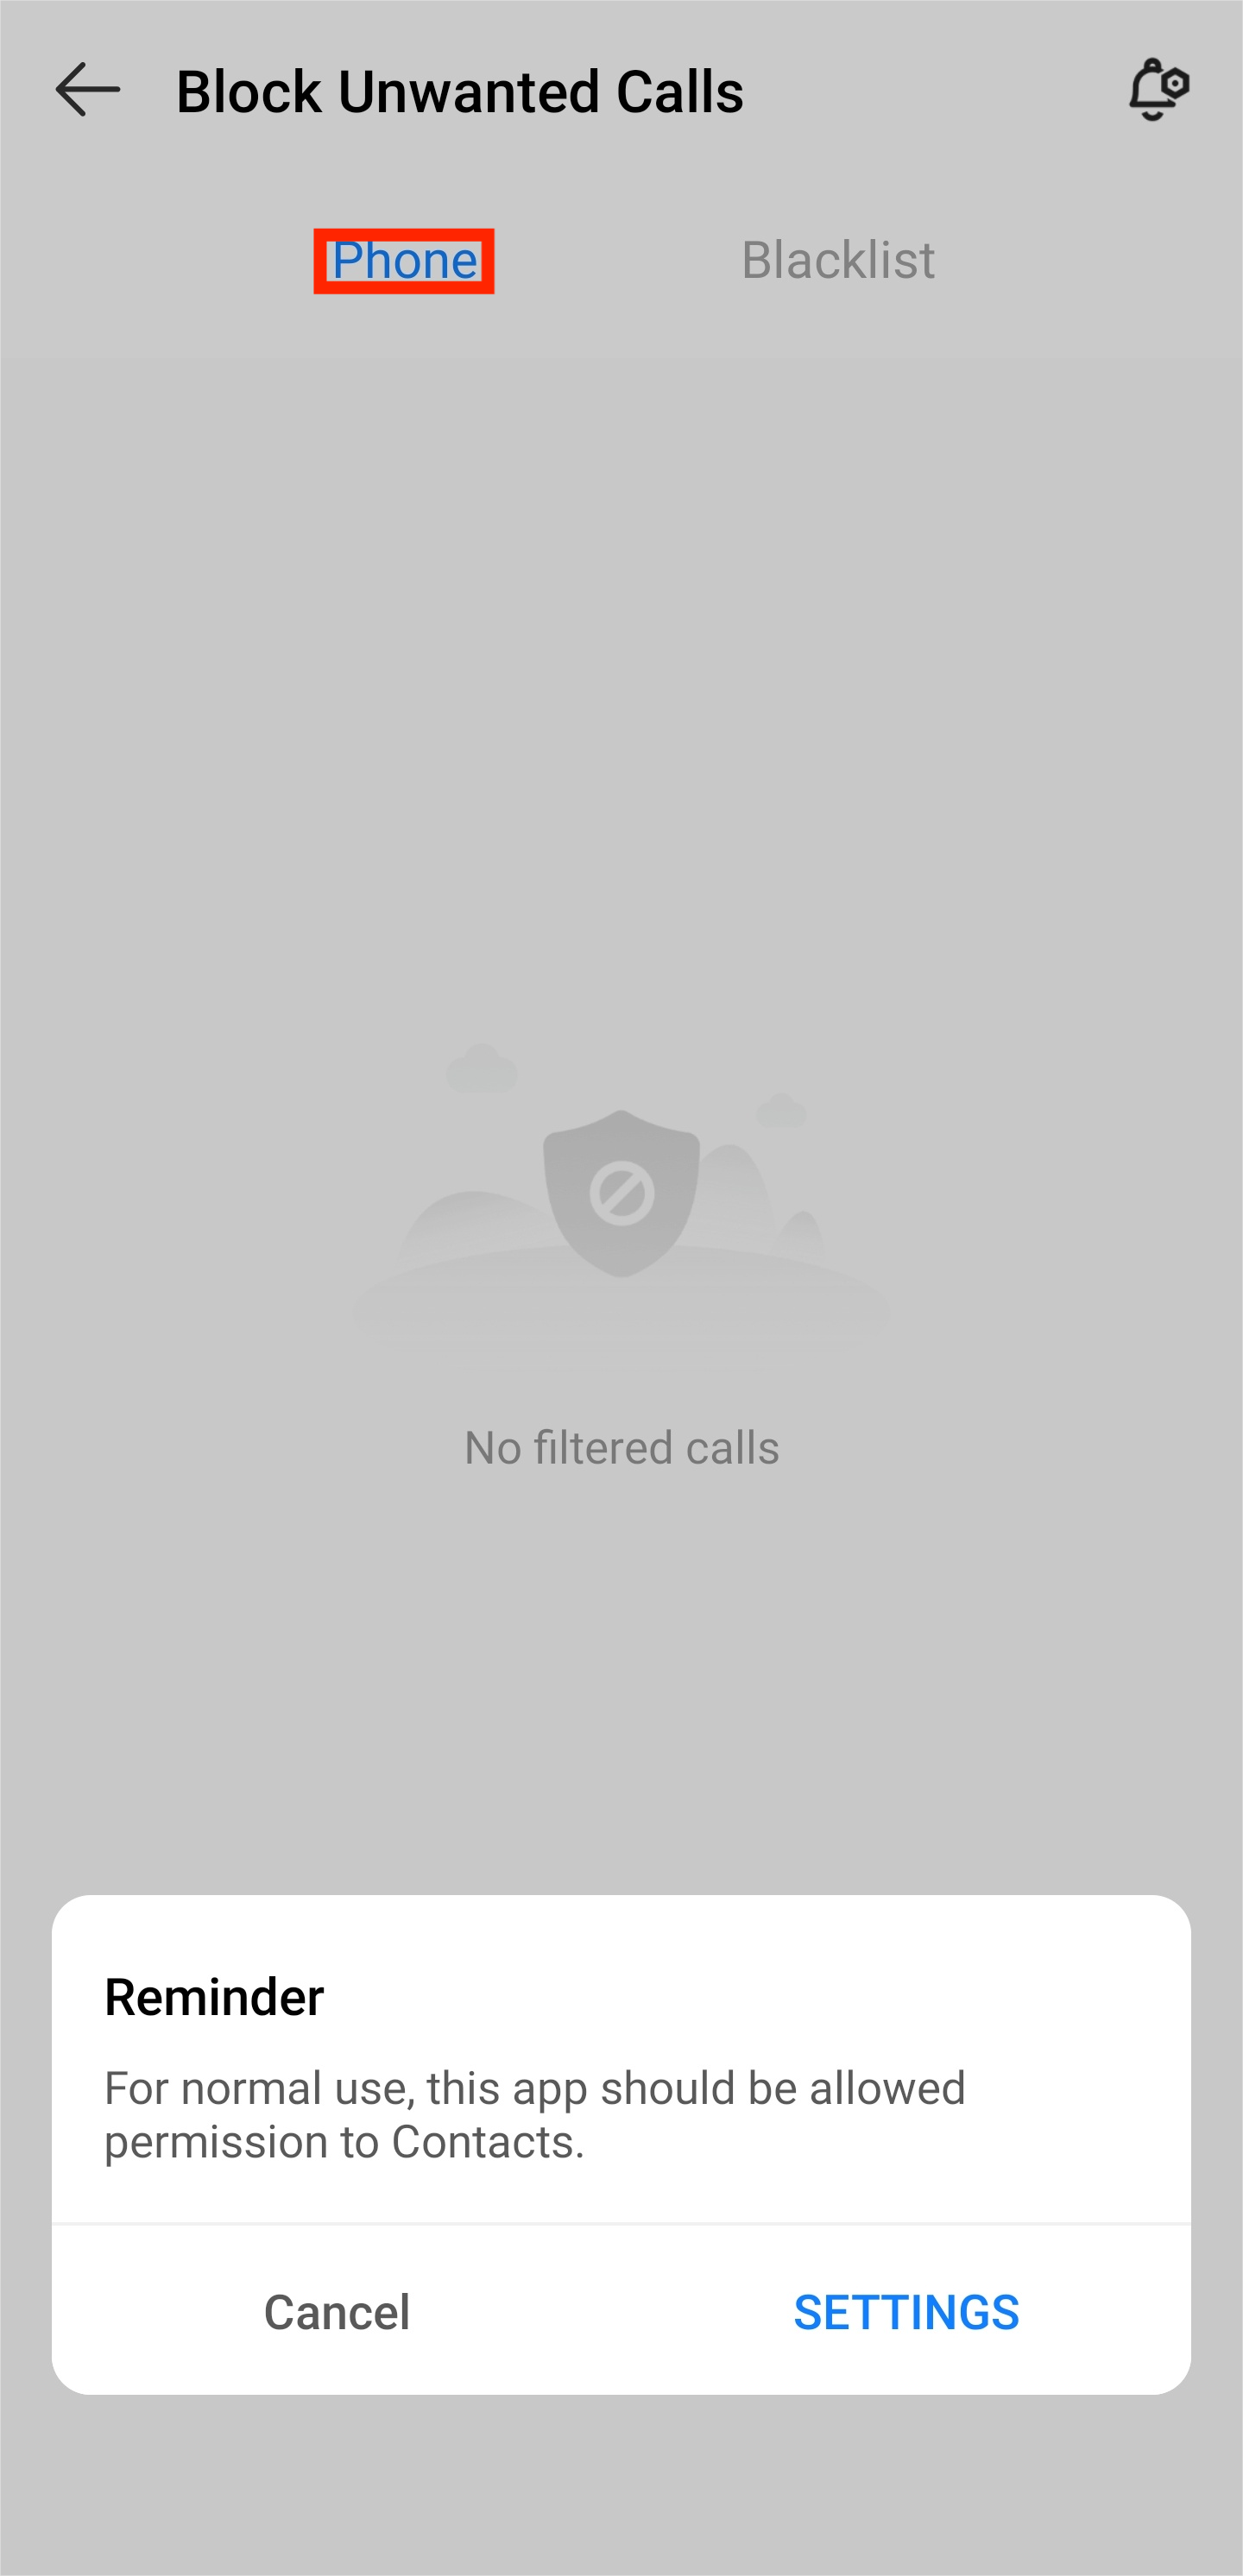 Block Unwanted Calls
Phone
Blacklist
No filtered calls
Reminder
For normal use, this app should be allowed
permission to Contacts.
Cancel
SETTINGS